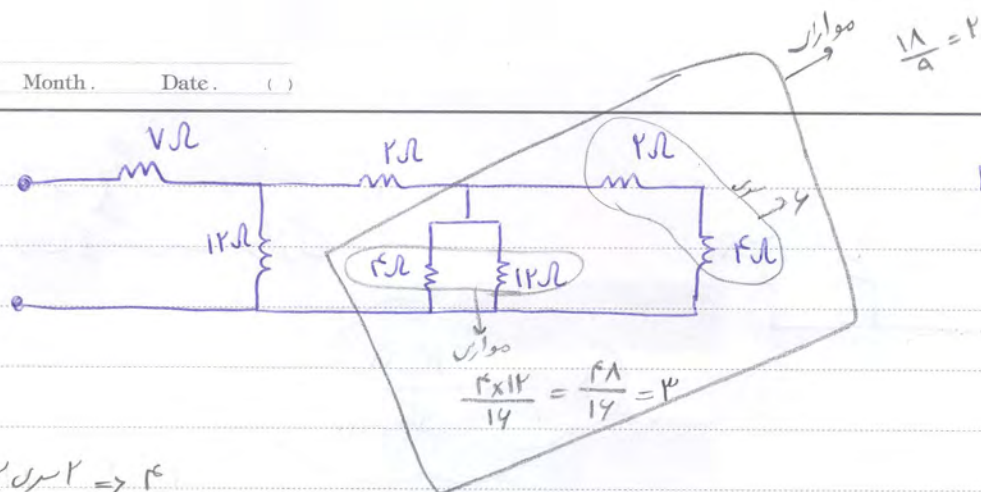 موازی
۱۸/۹ = ۲
Month. Date. ( )
۷Ω
۲Ω
۲Ω
سری ۶
۱۲Ω
۴Ω
۱۲Ω
۴Ω
موازی
۴×۱۲/۱۶ = ۴۸/۱۶ = ۳
۲ سری ۲ => ۴